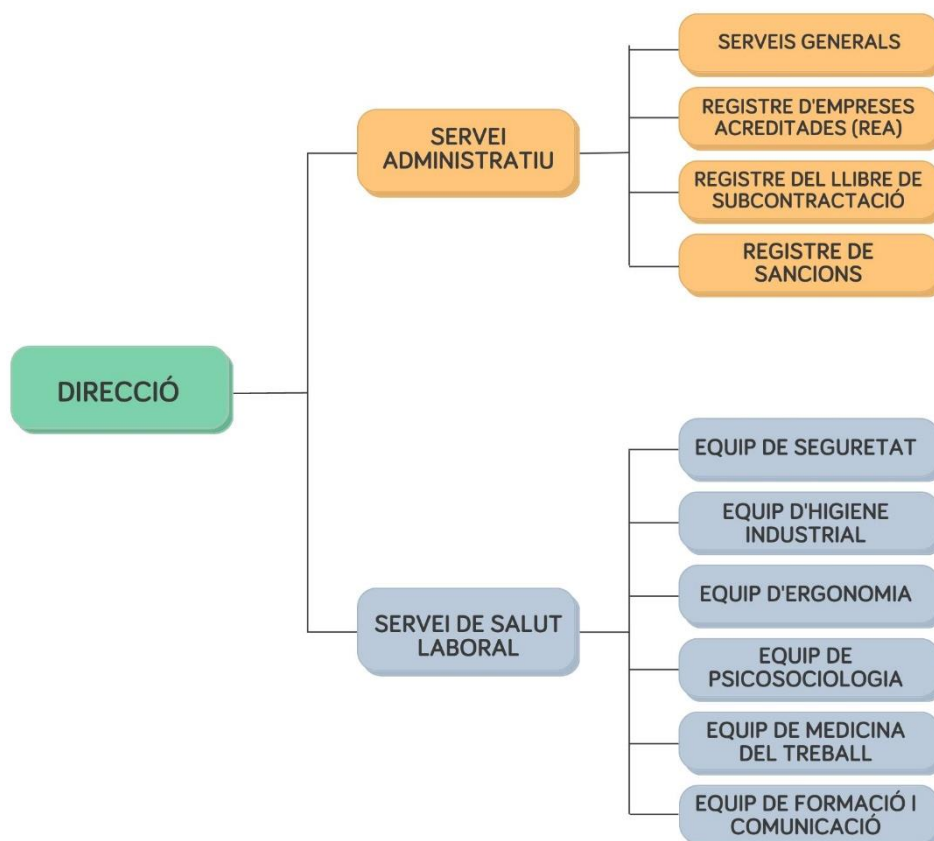 SERVEIS GENERALS
REGISTRE D'EMPRESES
ACREDITADES (REA)
SERVEI
ADMINISTRATIU
REGISTRE DEL LLIBRE DE
SUBCONTRACTACIÓ
REGISTRE DE
SANCIONS
DIRECCIÓ
EQUIP DE SEGURETAT
EQUIP D'HIGIENE
INDUSTRIAL
EQUIP D'ERGONOMIA
SERVEI DE SALUT
LABORAL
EQUIP DE
PSICOSOCIOLOGIA
EQUIP DE MEDICINA
DEL TREBALL
EQUIP DE FORMACIÓ I
COMUNICACIÓ